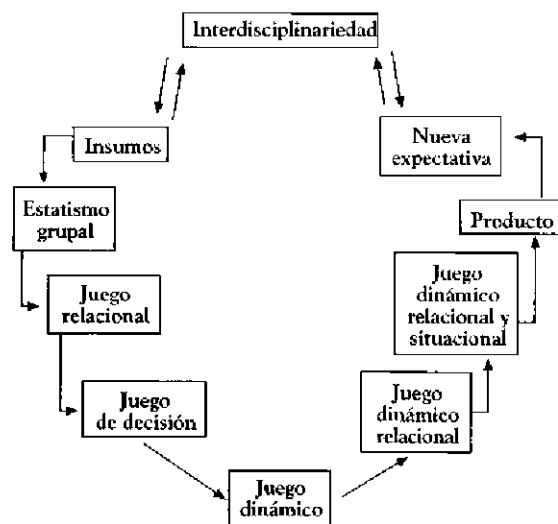 Interdisciplinariedad
Insumos
Estatismo
grupal
Juego
relacional
Juego
de decisión
Juego
dinámico
Juego
dinámico
relacional
Juego
dinámico
relacional y
situacional
Producto
Nueva
expectativa